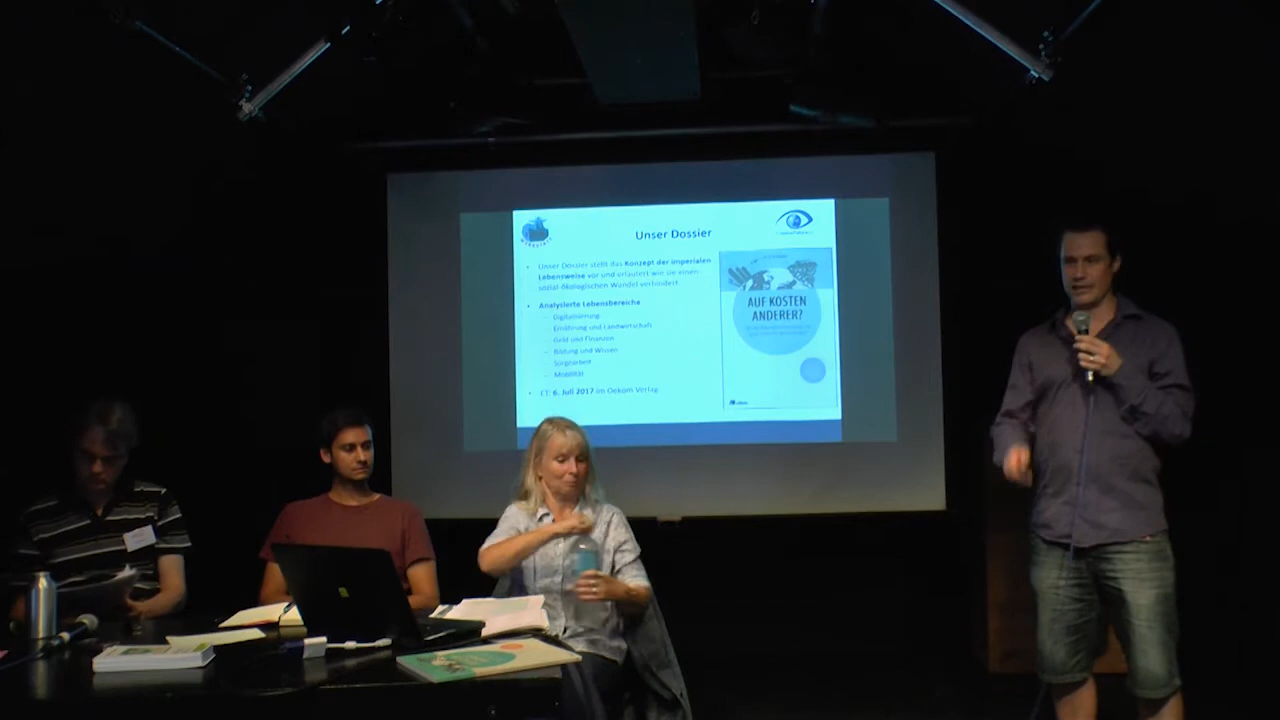 Unser Dossier
• Unser Dossier stellt das Konzept der imperialen
Lebensweise vor und erläutert wie sie einen
sozial-ökologischen Wandel verhindert
• Analysierte Lebensbereiche
– Digitalisierung
– Ernährung und Landwirtschaft
– Geld und Finanzen
– Bildung und Wissen
– Sorgearbeit
– Mobilität
• ET: 6. Juli 2017 im Oekom Verlag
AUF KOSTEN
ANDERER?